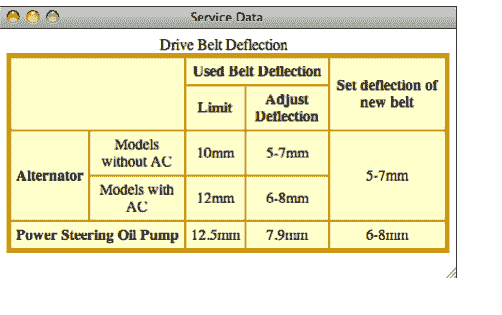 Service Data
Drive Belt Deflection
Used Belt Deflection
Set deflection of
new belt
Limit
Adjust
Deflection
Alternator
Models
without AC
10mm
5-7mm
5-7mm
Models with
AC
12mm
6-8mm
Power Steering Oil Pump
12.5mm
7.9mm
6-8mm